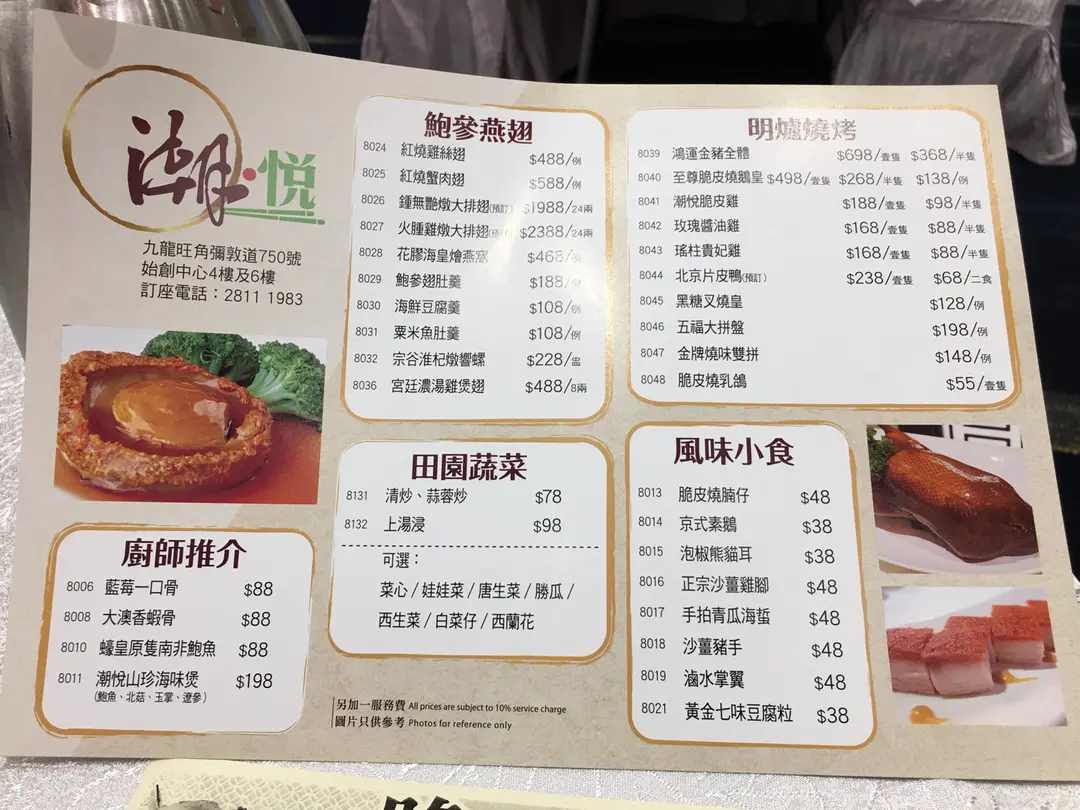 潮·悅
九龍旺角彌敦道750號
始創中心4樓及6樓
訂座電話：2811 1983
廚師推介
8006 藍莓一口骨 $88
8008 大澳香蝦骨 $88
8010 蠔皇原隻南非鮑魚 $88
8011 潮悅山珍海味煲 $198
(鮑魚、北菇、玉掌、遼參)
鮑參燕翅
8024 紅燒雞絲翅 $488/例
8025 紅燒蟹肉翅 $588/例
8026 鍾無艷燉大排翅(預訂) $1988/24兩
8027 火腫雞燉大排翅 $2388/24兩
8028 花膠海皇燴燕窩 $468/
8029 鮑參翅肚羹 $188/
8030 海鮮豆腐羹 $108/例
8031 粟米魚肚羹 $108/例
8032 宗谷淮杞燉響螺 $228/盅
8036 宮廷濃湯雞煲翅 $488/8兩
田園蔬菜
8131 清炒、蒜蓉炒 $78
8132 上湯浸 $98
可選：
菜心/娃娃菜/唐生菜/勝瓜/
西生菜/白菜仔/西蘭花
另加一服務費 All prices are subject to 10% service charge
圖片只供參考 Photos for reference only
明爐燒烤
8039 鴻運金豬全體 $698/壹隻 $368/半隻
8040 至尊脆皮燒鵝皇 $498/壹隻 $268/半隻 $138/例
8041 潮悅脆皮雞 $188/壹隻 $98/半隻
8042 玫瑰醬油雞 $168/壹隻 $88/半隻
8043 瑤柱貴妃雞 $168/壹隻 $88/半隻
8044 北京片皮鴨(預訂) $238/壹隻 $68/二食
8045 黑糖叉燒皇 $128/例
8046 五福大拼盤 $198/例
8047 金牌燒味雙拼 $148/例
8048 脆皮燒乳鴿 $55/壹隻
風味小食
8013 脆皮燒腩仔 $48
8014 京式素鵝 $38
8015 泡椒熊貓耳 $38
8016 正宗沙薑雞腳 $48
8017 手拍青瓜海蜇 $48
8018 沙薑豬手 $48
8019 滷水掌翼 $48
8021 黃金七味豆腐粒 $38